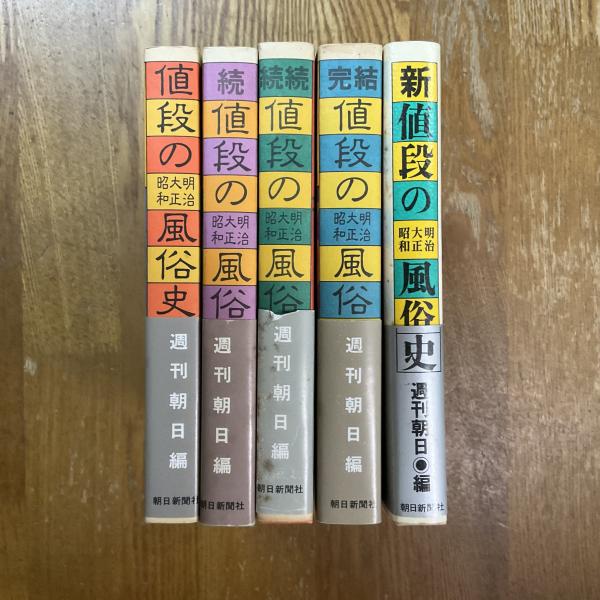 値段の
明治
大正
昭和
風俗史
週刊朝日編
朝日新聞社
続
値段の
明治
大正
昭和
風俗
週刊朝日編
朝日新聞社
続続
値段の
明治
大正
昭和
風俗
週刊朝日編
朝日新聞社
完結
値段の
明治
大正
昭和
風俗
週刊朝日編
朝日新聞社
新
値段の
明治
大正
昭和
風俗
史
週刊朝日●編
朝日新聞社